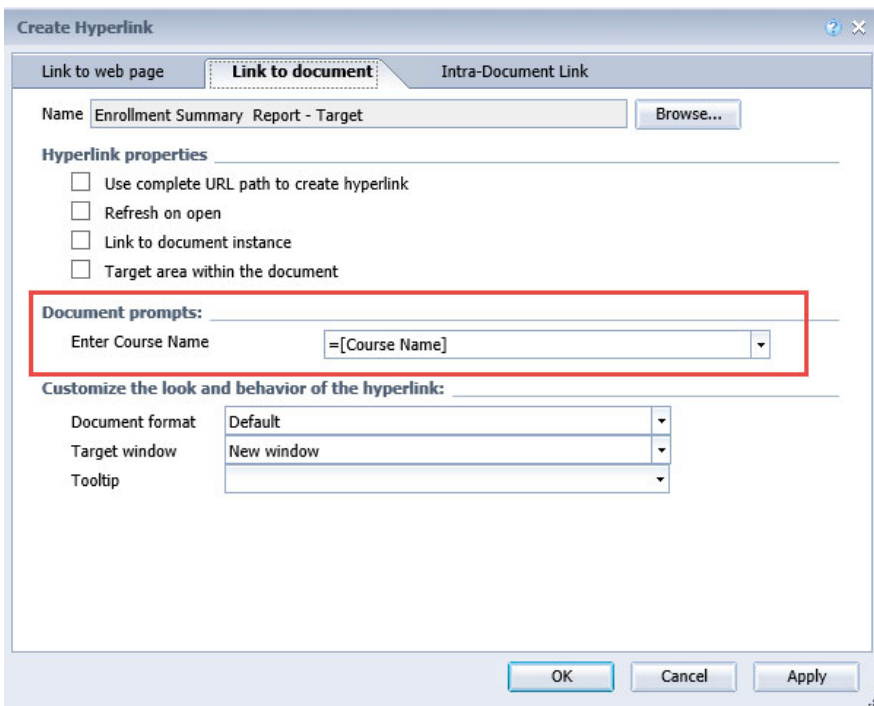 Create Hyperlink
Link to web page Link to document Intra-Document Link
Name Enrollment Summary Report - Target Browse...
Hyperlink properties
Use complete URL path to create hyperlink
Refresh on open
Link to document instance
Target area within the document
Document prompts:
Enter Course Name =[Course Name]
Customize the look and behavior of the hyperlink:
Document format Default
Target window New window
Tooltip
OK Cancel Apply